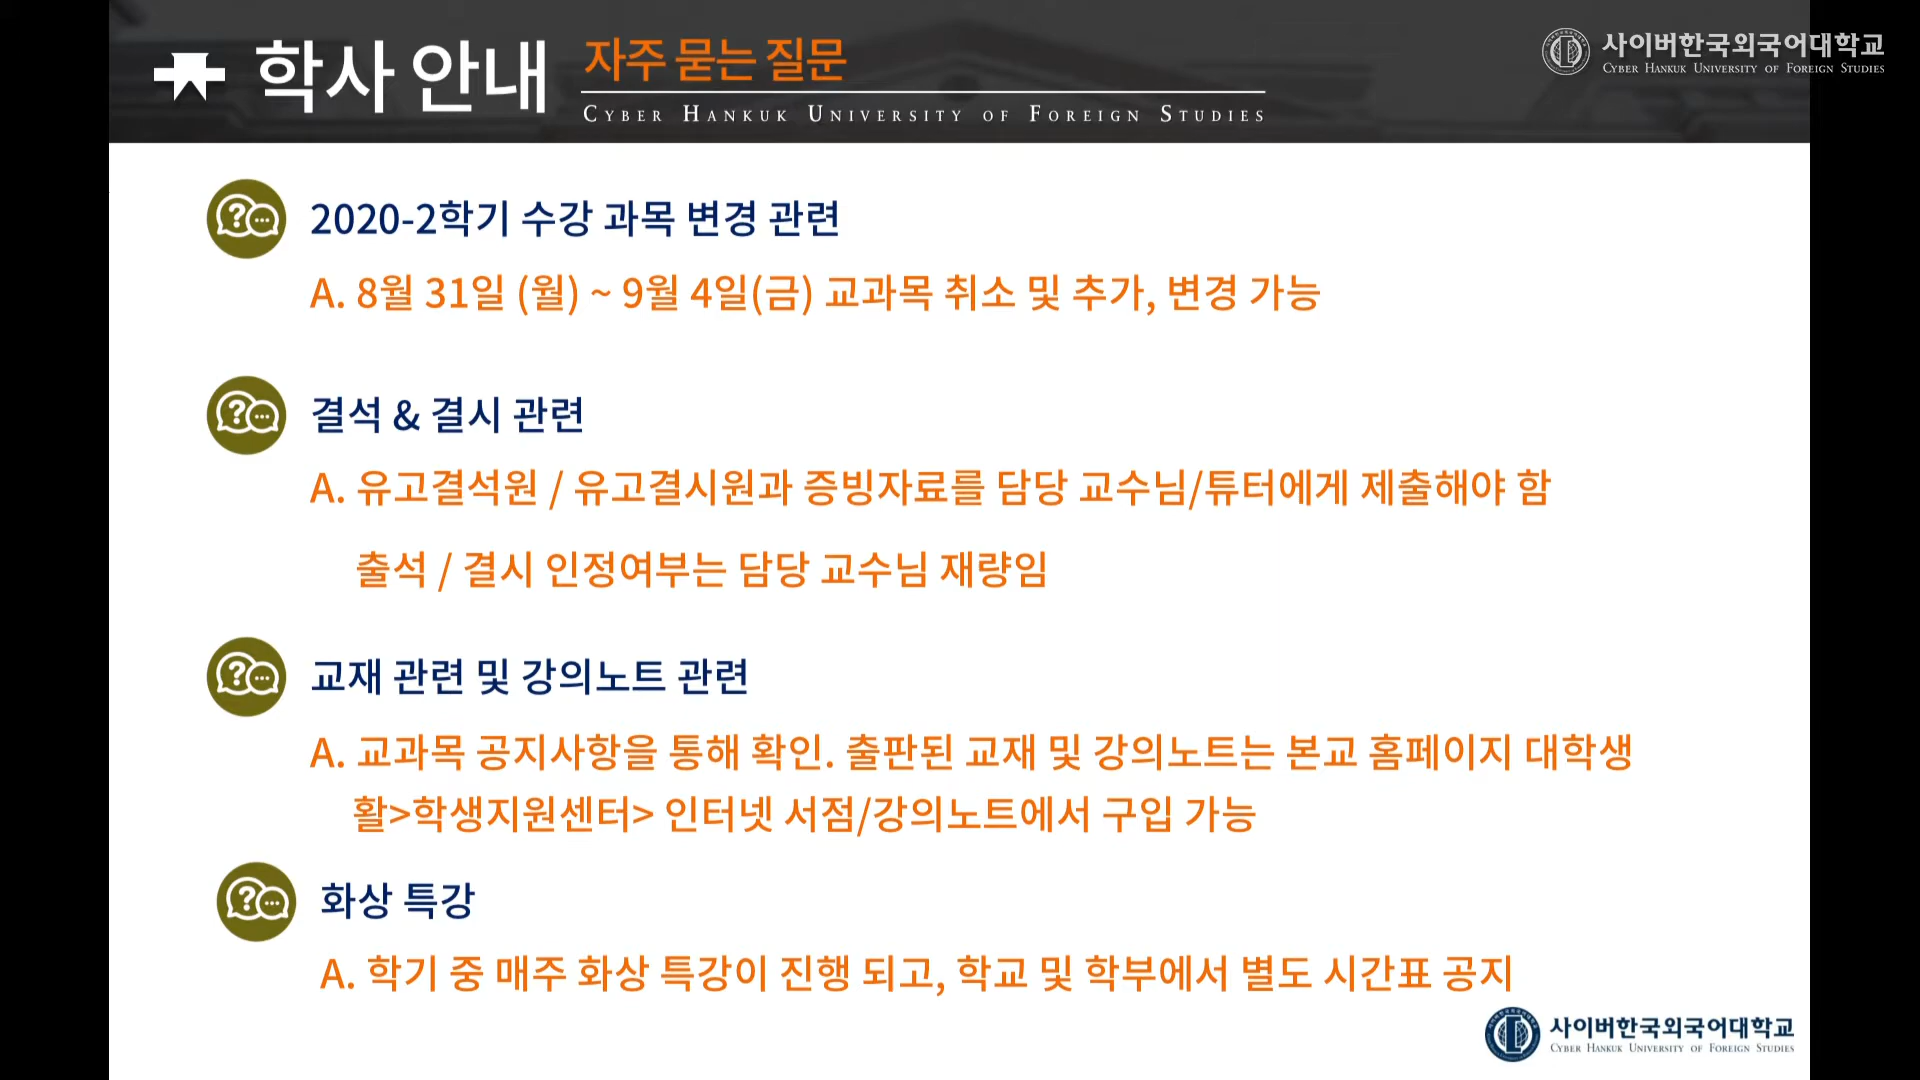 학사 안내
자주 묻는 질문
CYBER HANKUK UNIVERSITY OF FOREIGN STUDIES
사이버한국외국어대학교
CYBER HANKUK UNIVERSITY OF FOREIGN STUDIES
2020-2학기 수강 과목 변경 관련
A. 8월 31일 (월) ~ 9월 4일(금) 교과목 취소 및 추가, 변경 가능
결석 & 결시 관련
A. 유고결석원 / 유고결시원과 증빙자료를 담당 교수님/튜터에게 제출해야 함
출석 / 결시 인정여부는 담당 교수님 재량임
교재 관련 및 강의노트 관련
A. 교과목 공지사항을 통해 확인. 출판된 교재 및 강의노트는 본교 홈페이지 대학생
활>학생지원센터> 인터넷 서점/강의노트에서 구입 가능
화상 특강
A. 학기 중 매주 화상 특강이 진행 되고, 학교 및 학부에서 별도 시간표 공지
사이버한국외국어대학교
CYBER HANKUK UNIVERSITY OF FOREIGN STUDIES